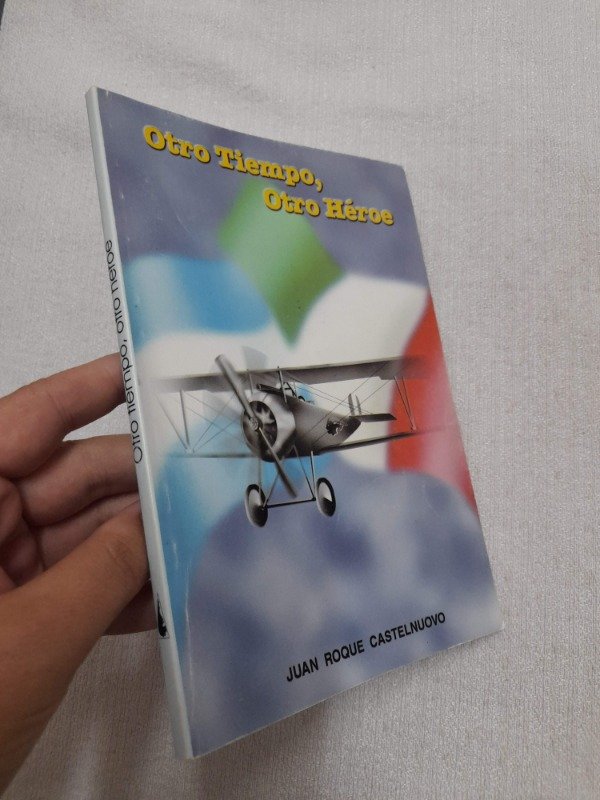 Otro Tiempo,
Otro Héroe
JUAN ROQUE CASTELNUOVO
Otro tiempo, otro héroe